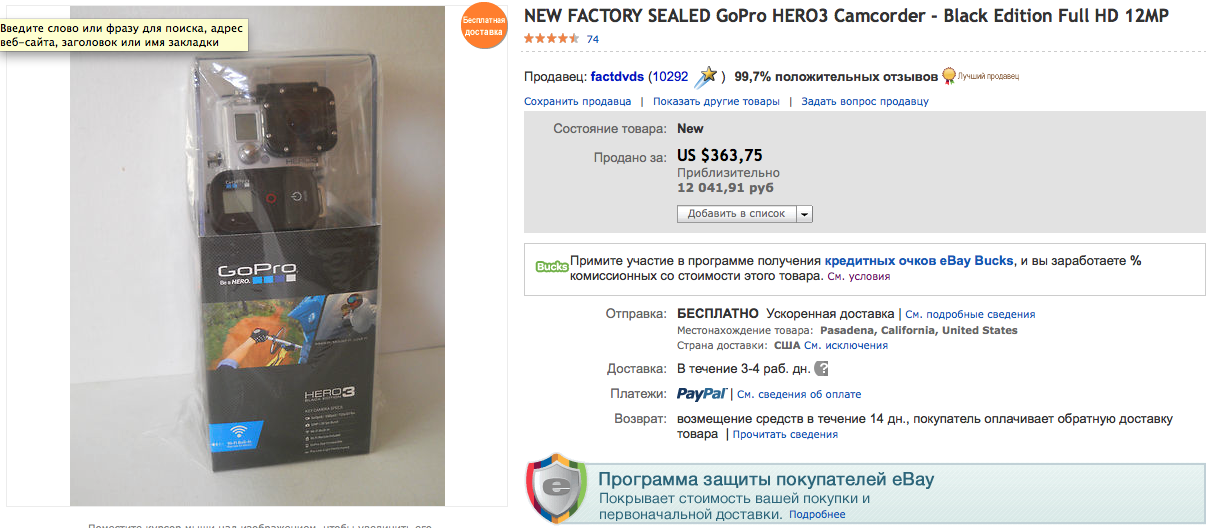 Введите слово или фразу для поиска, адрес
веб-сайта, заголовок или имя закладки
Бесплатная
доставка
GoPro
Be a HERO.
HERO3
BLACK EDITION
Wi-Fi Built-In
NEW FACTORY SEALED GoPro HERO3 Camcorder - Black Edition Full HD 12MP
74
Продавец: factdvds (10292 ) 99,7% положительных отзывов Лучший продавец
Сохранить продавца | Показать другие товары | Задать вопрос продавцу
Состояние товара: New
Продано за: US $363,75
Приблизительно
12 041,91 руб
Добавить в список
Bucks Примите участие в программе получения кредитных очков eBay Bucks, и вы заработаете %
комиссионных со стоимости этого товара. См. условия
Отправка: БЕСПЛАТНО Ускоренная доставка | См. подробные сведения
Местонахождение товара: Pasadena, California, United States
Страна доставки: США См. исключения
Доставка: В течение 3-4 раб. дн. ?
Платежи: PayPal | См. сведения об оплате
Возврат: возмещение средств в течение 14 дн., покупатель оплачивает обратную доставку
товара | Прочитать сведения
e
Программа защиты покупателей eBay
Покрывает стоимость вашей покупки и
первоначальной доставки. Подробнее